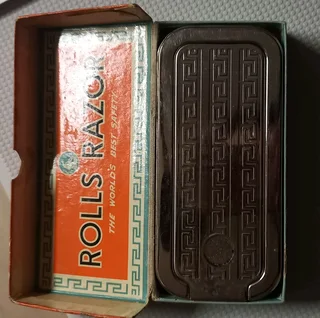 ROLLS RAZOR
THE WORLD'S BEST SAFETY